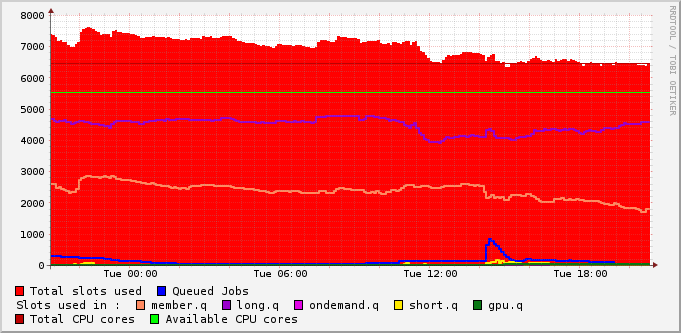 8000
7000
6000
5000
4000
3000
2000
1000
0
Tue 00:00 Tue 06:00 Tue 12:00 Tue 18:00
RRDTOOL / TOBI OETIKER
Total slots used Queued Jobs
Slots used in : member.q long.q ondemand.q short.q gpu.q
Total CPU cores Available CPU cores